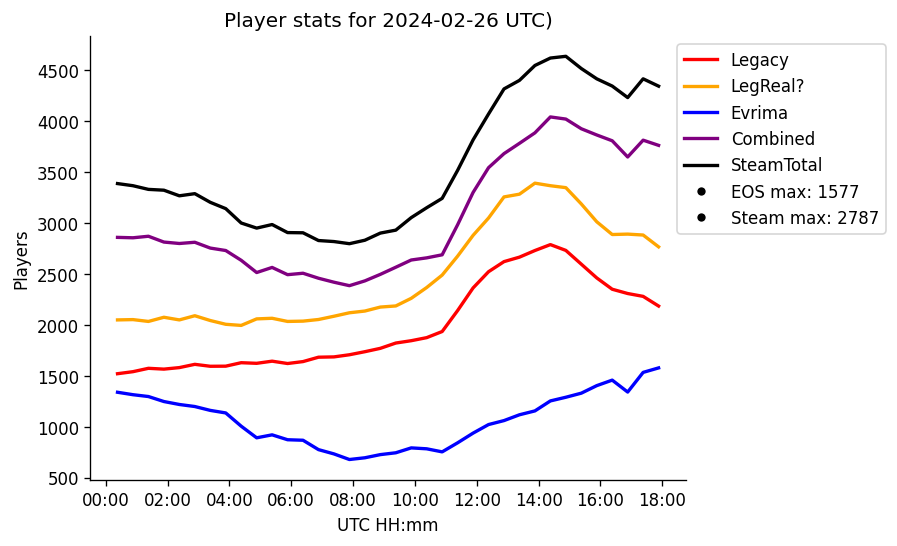 Player stats for 2024-02-26 UTC)
Legacy
LegReal?
Evrima
Combined
SteamTotal
EOS max: 1577
Steam max: 2787
Players
4500
4000
3500
3000
2500
2000
1500
1000
500
00:00 02:00 04:00 06:00 08:00 10:00 12:00 14:00 16:00 18:00
UTC HH:mm